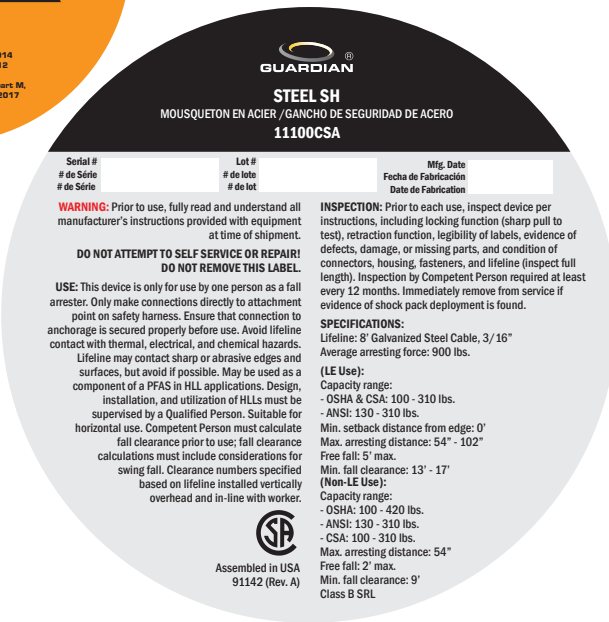 014
12
art M,
2017
GUARDIAN ®
STEEL SH
MOUSQUETON EN ACIER /GANCHO DE SEGURIDAD DE ACERO
11100CSA
Serial #
# de Série
# de Série
Lot #
# de lote
# de lot
Mfg. Date
Fecha de Fabricación
Date de Fabrication
WARNING: Prior to use, fully read and understand all
manufacturer's instructions provided with equipment
at time of shipment.
DO NOT ATTEMPT TO SELF SERVICE OR REPAIR!
DO NOT REMOVE THIS LABEL.
USE: This device is only for use by one person as a fall
arrester. Only make connections directly to attachment
point on safety harness. Ensure that connection to
anchorage is secured properly before use. Avoid lifeline
contact with thermal, electrical, and chemical hazards.
Lifeline may contact sharp or abrasive edges and
surfaces, but avoid if possible. May be used as a
component of a PFAS in HLL applications. Design,
installation, and utilization of HLLs must be
supervised by a Qualified Person. Suitable for
horizontal use. Competent Person must calculate
fall clearance prior to use; fall clearance
calculations must include considerations for
swing fall. Clearance numbers specified
based on lifeline installed vertically
overhead and in-line with worker.
CSA
Assembled in USA
91142 (Rev. A)
INSPECTION: Prior to each use, inspect device per
instructions, including locking function (sharp pull to
test), retraction function, legibility of labels, evidence of
defects, damage, or missing parts, and condition of
connectors, housing, fasteners, and lifeline (inspect full
length). Inspection by Competent Person required at least
every 12 months. Immediately remove from service if
evidence of shock pack deployment is found.
SPECIFICATIONS:
Lifeline: 8' Galvanized Steel Cable, 3/16"
Average arresting force: 900 lbs.
(LE Use):
Capacity range:
- OSHA & CSA: 100 - 310 lbs.
- ANSI: 130 - 310 lbs.
Min. setback distance from edge: 0'
Max. arresting distance: 54" - 102"
Free fall: 5' max.
Min. fall clearance: 13' - 17'
(Non-LE Use):
Capacity range:
- OSHA: 100 - 420 lbs.
- ANSI: 130 - 310 lbs.
- CSA: 100 - 310 lbs.
Max. arresting distance: 54"
Free fall: 2' max.
Min. fall clearance: 9'
Class B SRL